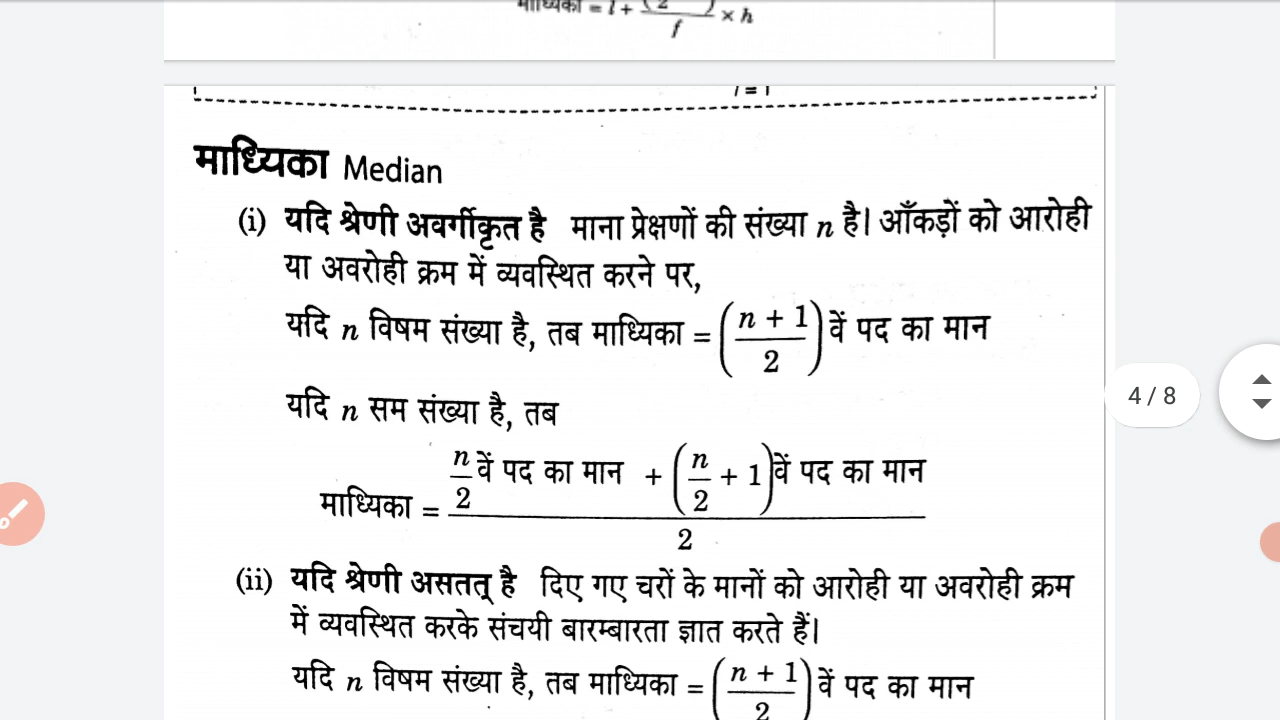 माध्यिका = l + (2) / f × h
l = 1
माध्यिका Median
(i) यदि श्रेणी अवर्गीकृत है माना प्रेक्षणों की संख्या n है। आँकड़ों को आरोही
या अवरोही क्रम में व्यवस्थित करने पर,
यदि n विषम संख्या है, तब माध्यिका = ((n + 1)/2) वें पद का मान
यदि n सम संख्या है, तब
माध्यिका = (n/2 वें पद का मान + (n/2 + 1)वें पद का मान)/2
(ii) यदि श्रेणी असतत् है दिए गए चरों के मानों को आरोही या अवरोही क्रम
में व्यवस्थित करके संचयी बारम्बारता ज्ञात करते हैं।
यदि n विषम संख्या है, तब माध्यिका = ((n + 1)/2) वें पद का मान
4 / 8